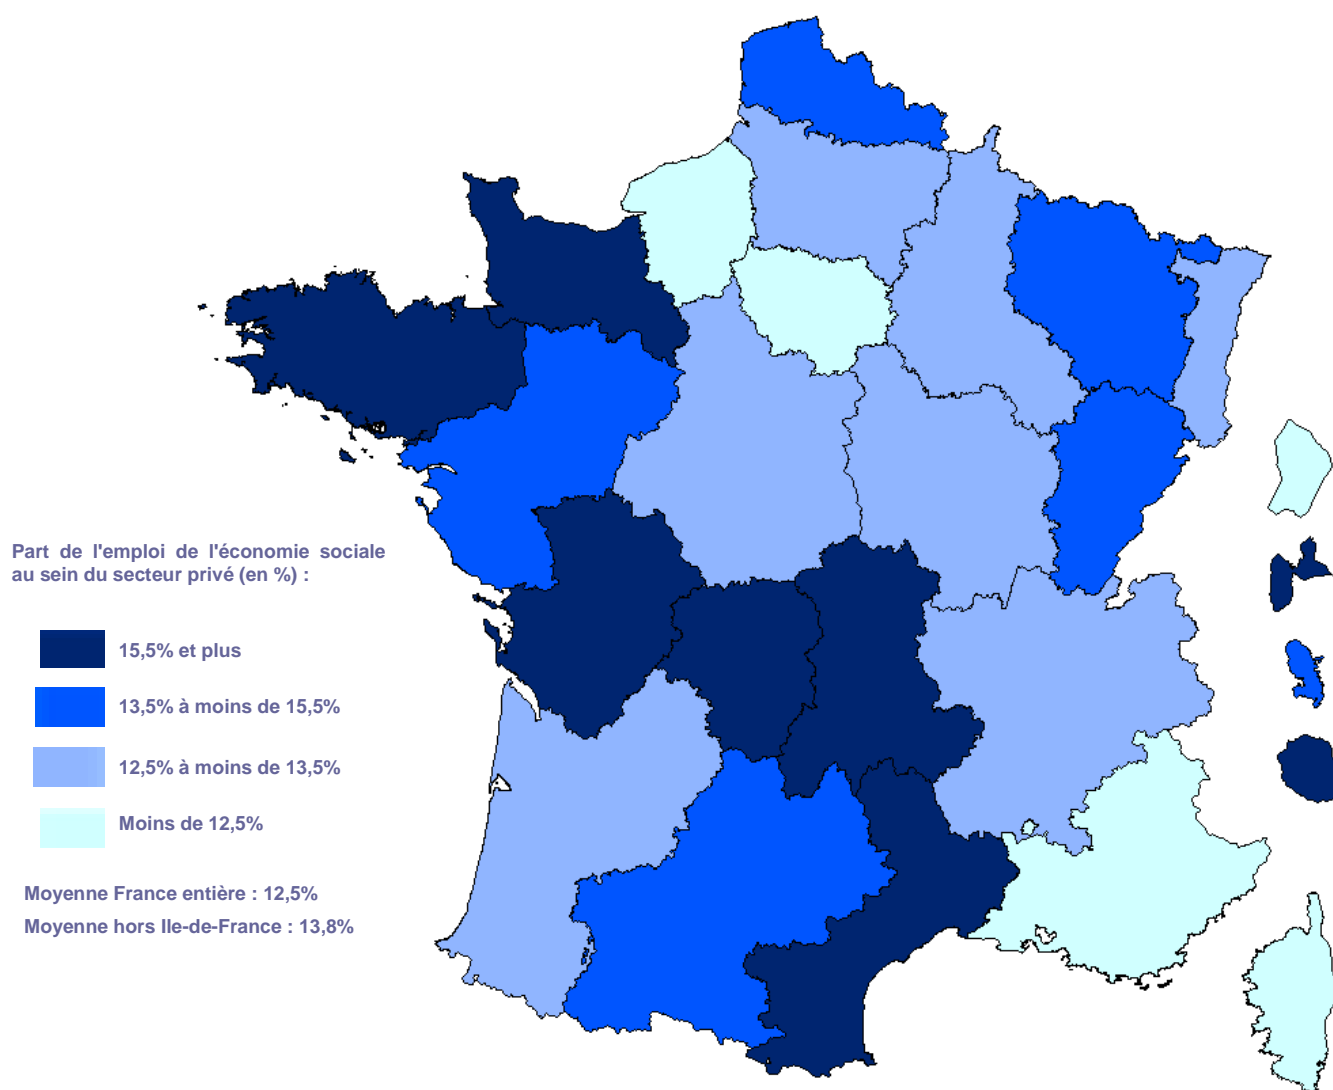 Part de l'emploi de l'économie sociale
au sein du secteur privé (en %) :
15,5% et plus
13,5% à moins de 15,5%
12,5% à moins de 13,5%
Moins de 12,5%
Moyenne France entière : 12,5%
Moyenne hors Ile-de-France : 13,8%